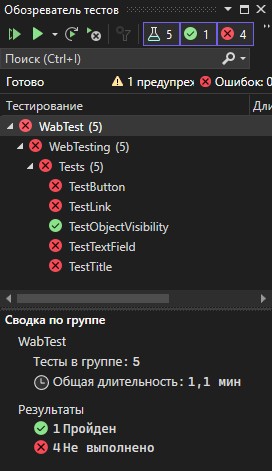 Обозреватель тестов
5 1 4
Поиск (Ctrl+I)
Готово 1 предупреж Ошибок: 0
Тестирование Дли
WabTest (5)
WebTesting (5)
Tests (5)
TestButton
TestLink
TestObjectVisibility
TestTextField
TestTitle
Сводка по группе
WabTest
Тесты в группе: 5
Общая длительность: 1,1 мин
Результаты
1 Пройден
4 Не выполнено